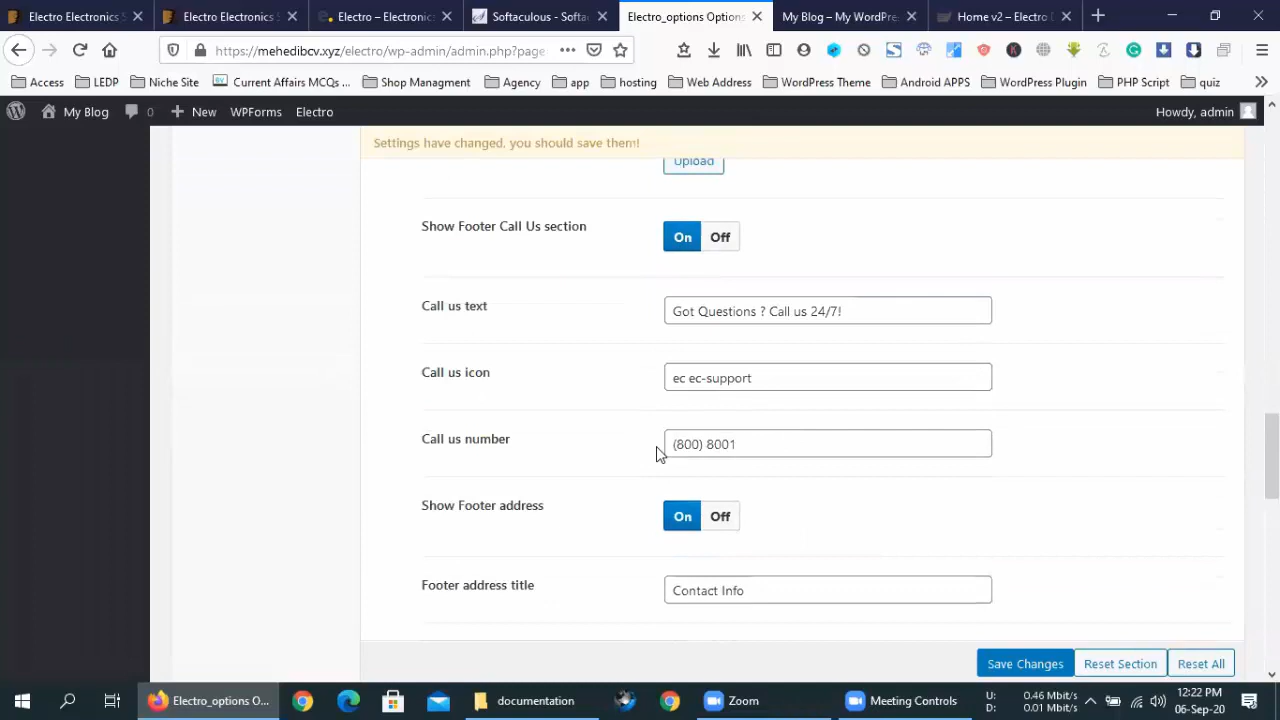 Electro Electronics S
Electro Electronics S
Electro – Electronic
Softaculous - Softa
Electro_options Options
My Blog – My WordPre
Home v2 – Electro D
https://mehedibcv.xyz/electro/wp-admin/admin.php?page
Access
LEDP
Niche Site
Current Affairs MCQs ...
Shop Managment
Agency
app
hosting
Web Address
WordPress Theme
Android APPS
WordPress Plugin
PHP Script
quiz
My Blog
0
New
WPForms
Electro
Howdy, admin
Settings have changed, you should save them!
Upload
Show Footer Call Us section
On Off
Call us text
Got Questions ? Call us 24/7!
Call us icon
ec ec-support
Call us number
(800) 8001
Show Footer address
On Off
Footer address title
Contact Info
Save Changes
Reset Section
Reset All
Electro_options O...
documentation
Zoom
Meeting Controls
U: 0.46 Mbit/s
D: 0.01 Mbit/s
12:22 PM
06-Sep-20